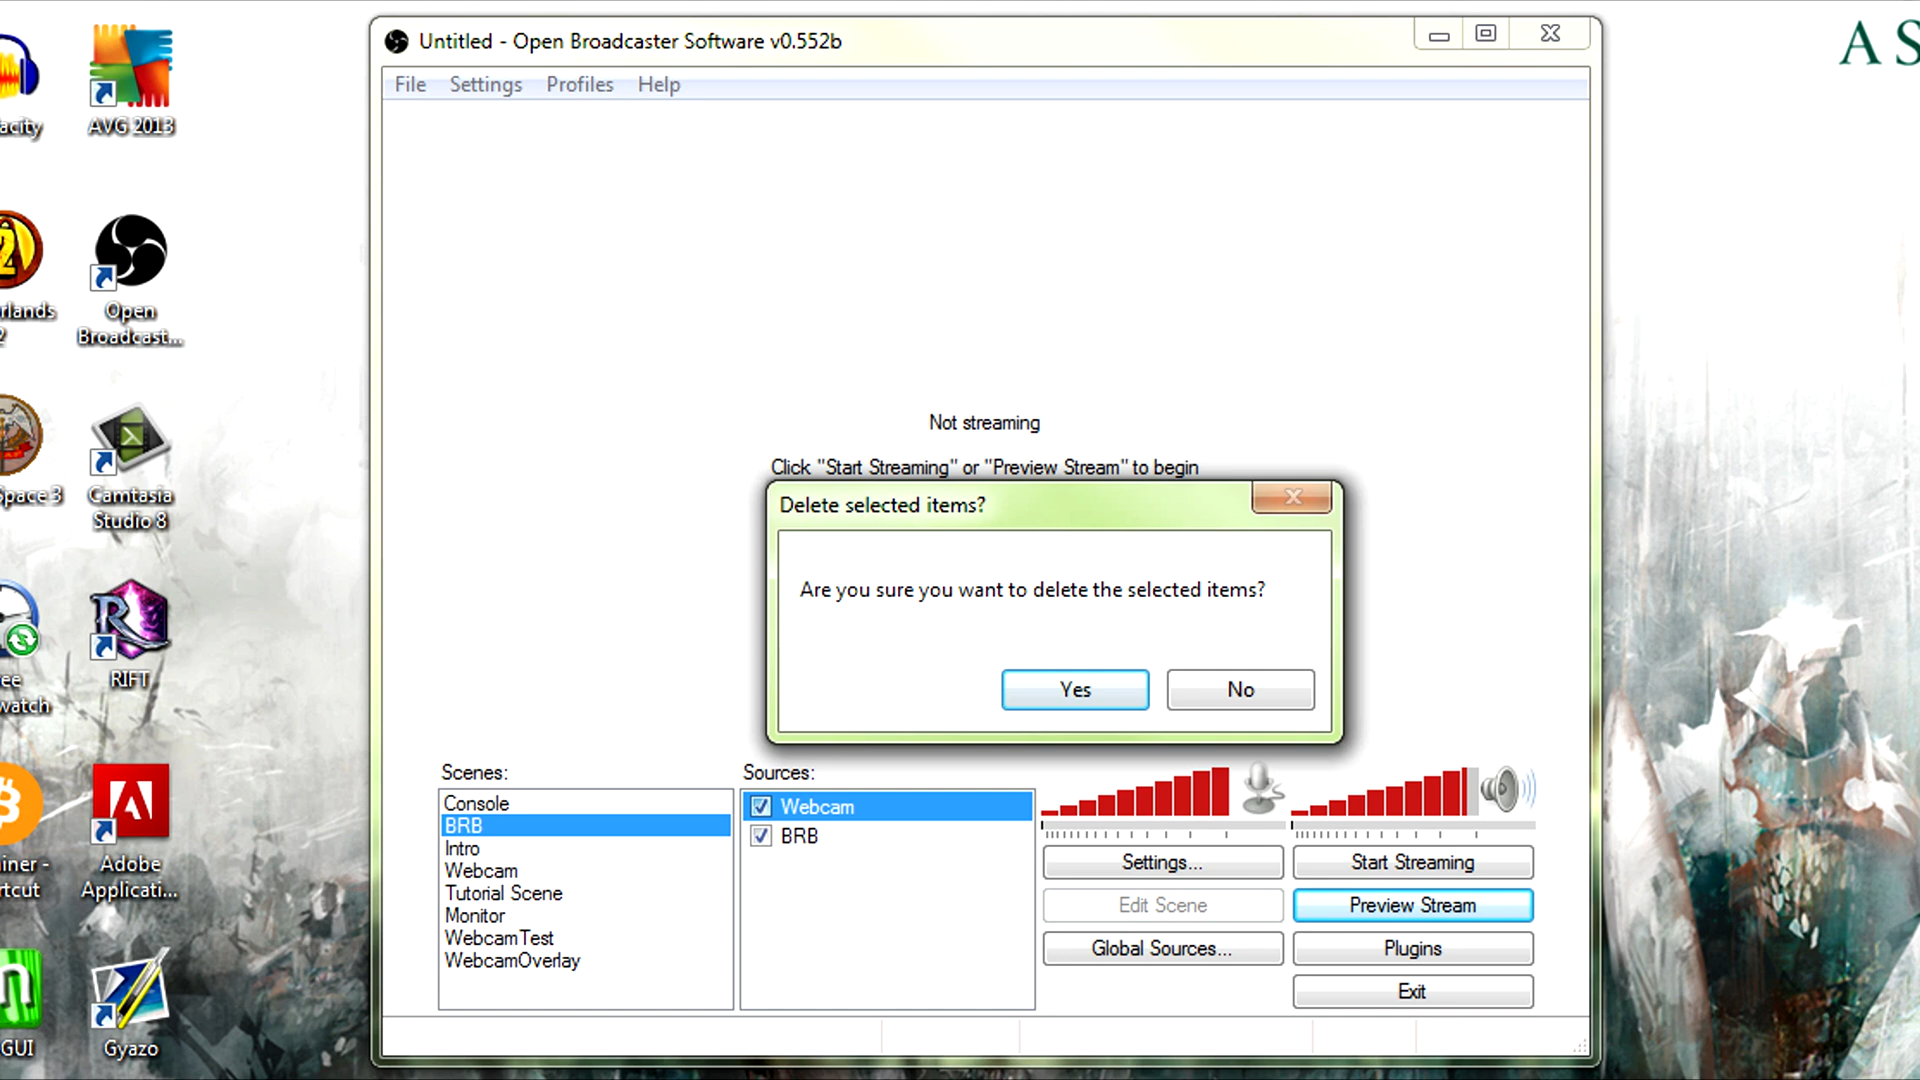 Untitled - Open Broadcaster Software v0.552b
File Settings Profiles Help
Not streaming
Click "Start Streaming" or "Preview Stream" to begin
Delete selected items?
Are you sure you want to delete the selected items?
Yes No
Scenes:
Console
BRB
Intro
Webcam
Tutorial Scene
Monitor
WebcamTest
WebcamOverlay
Sources:
Webcam
BRB
Settings... Start Streaming
Edit Scene Preview Stream
Global Sources... Plugins
Exit
acity
AVG 2013
rlands
2
Open
Broadcast...
Space 3
Camtasia
Studio 8
ee
watch
RIFT
iner -
rtcut
Adobe
Applicati...
GUI
Gyazo
A S